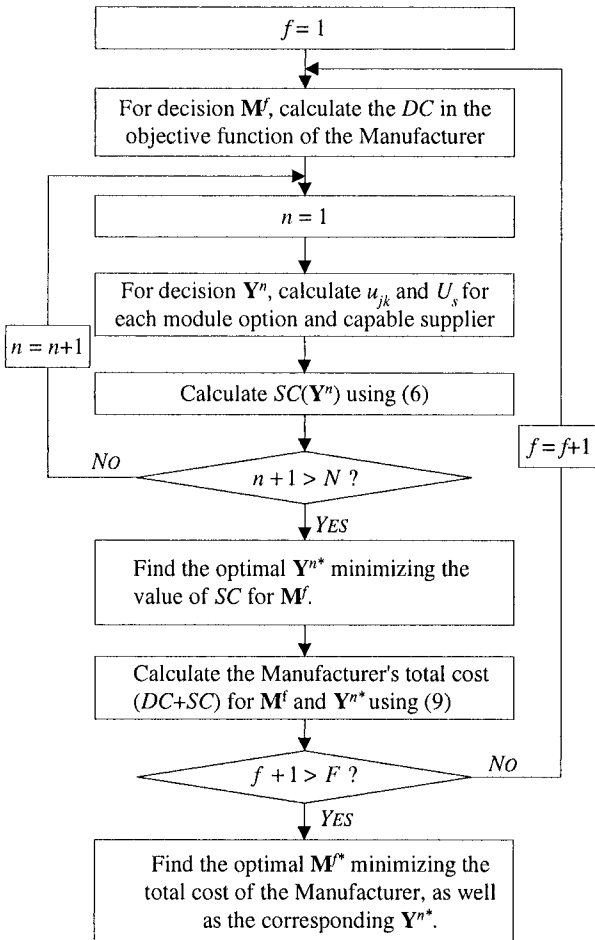 f = 1
For decision M^f, calculate the DC in the
objective function of the Manufacturer
n = 1
For decision Y^n, calculate u_jk and U_s for
each module option and capable supplier
n = n+1
Calculate SC(Y^n) using (6)
f = f+1
NO
n + 1 > N ?
YES
Find the optimal Y^n* minimizing the
value of SC for M^f.
Calculate the Manufacturer's total cost
(DC+SC) for M^f and Y^n* using (9)
f + 1 > F ?
NO
YES
Find the optimal M^f* minimizing the
total cost of the Manufacturer, as well
as the corresponding Y^n*.